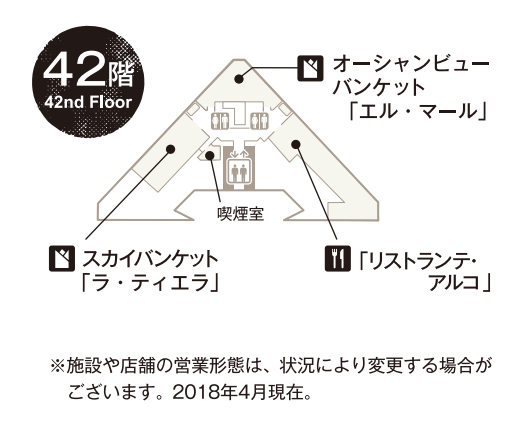 42階
42nd Floor
オーシャンビュー
バンケット
「エル・マール」
喫煙室
スカイバンケット
「ラ・ティエラ」
「リストランテ・
アルコ」
※施設や店舗の営業形態は、状況により変更する場合が
ございます。2018年4月現在。